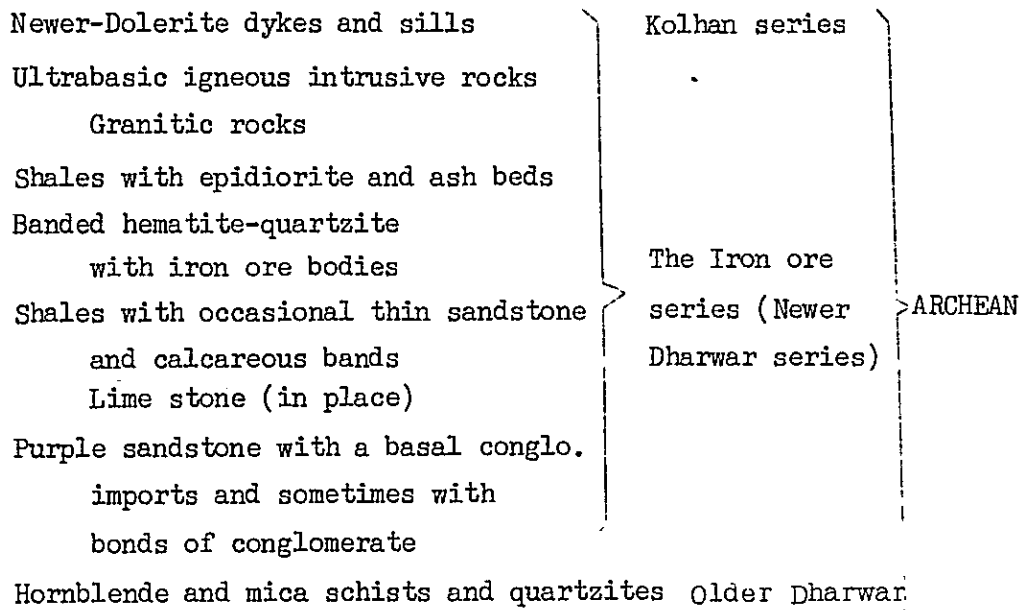 Newer-Dolerite dykes and sills Kolhan series
Ultrabasic igneous intrusive rocks
Granitic rocks
Shales with epidiorite and ash beds
Banded hematite-quartzite
with iron ore bodies The Iron ore
Shales with occasional thin sandstone series (Newer ARCHEAN
and calcareous bands Dharwar series)
Lime stone (in place)
Purple sandstone with a basal conglo.
imports and sometimes with
bonds of conglomerate
Hornblende and mica schists and quartzites Older Dharwar.